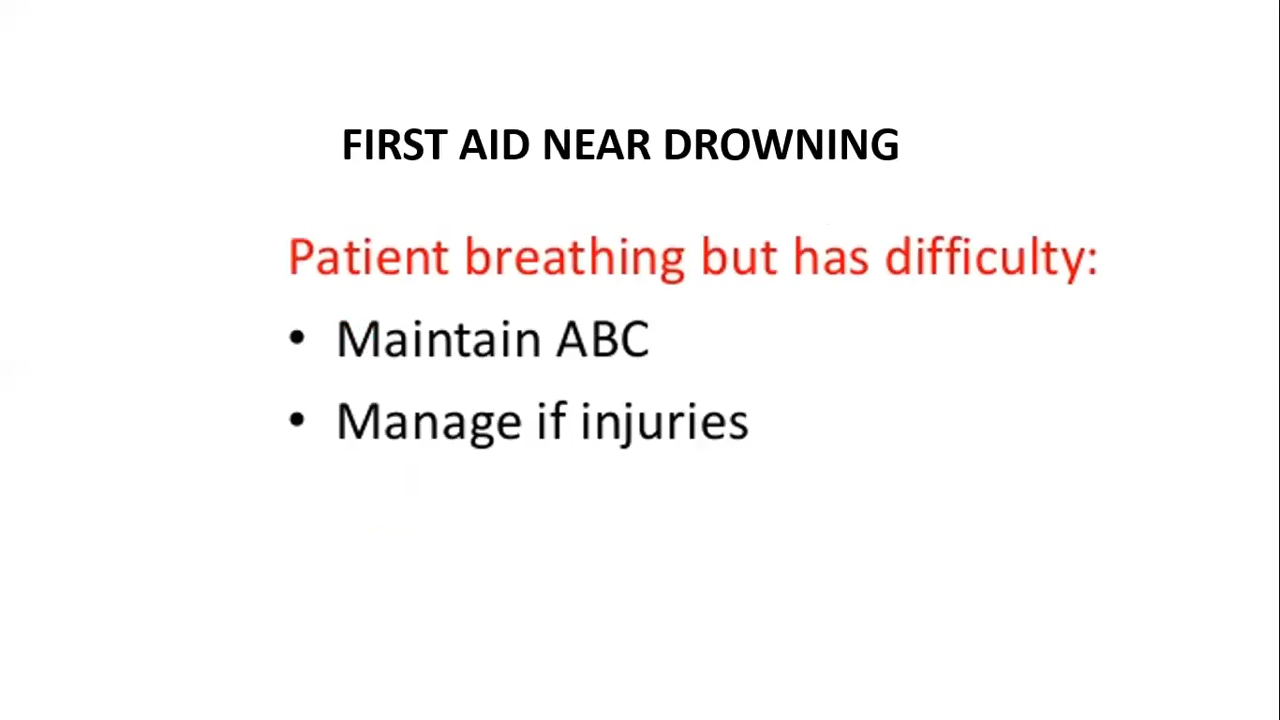 FIRST AID NEAR DROWNING
Patient breathing but has difficulty:
• Maintain ABC
• Manage if injuries